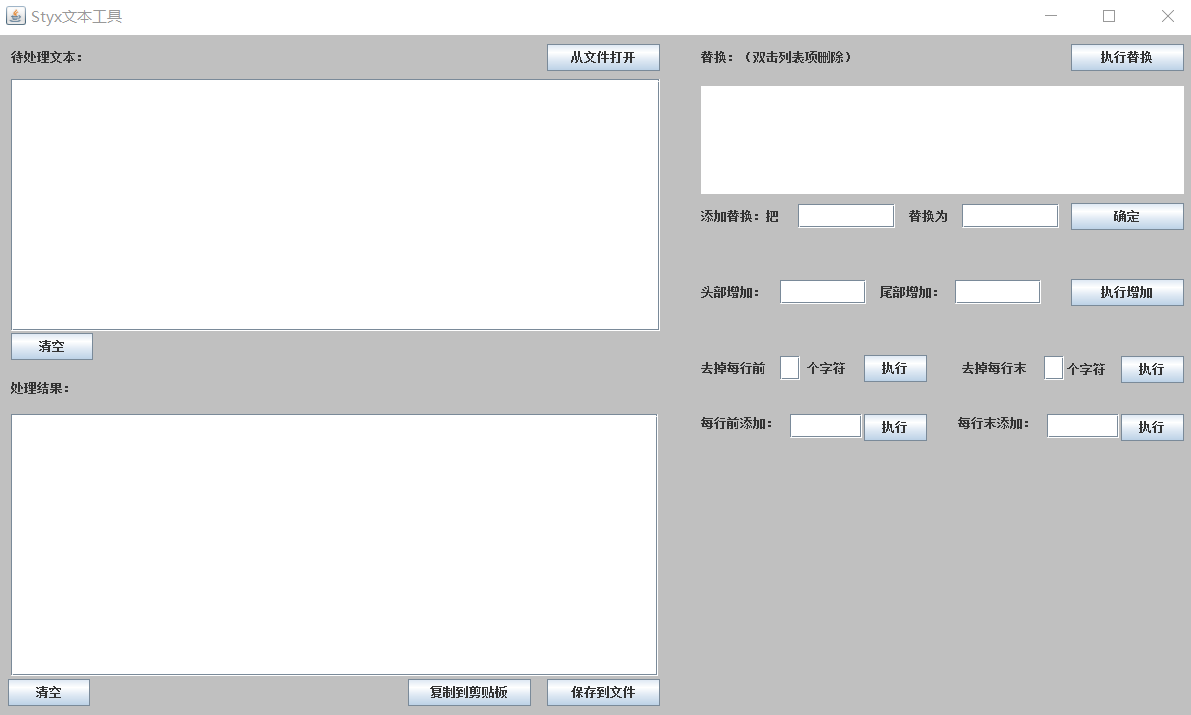 Styx文本工具
待处理文本： 从文件打开
清空
处理结果：
清空 复制到剪贴板 保存到文件
替换：（双击列表项删除） 执行替换
添加替换：把 替换为 确定
头部增加： 尾部增加： 执行增加
去掉每行前 个字符 执行 去掉每行末 个字符 执行
每行前添加： 执行 每行末添加： 执行